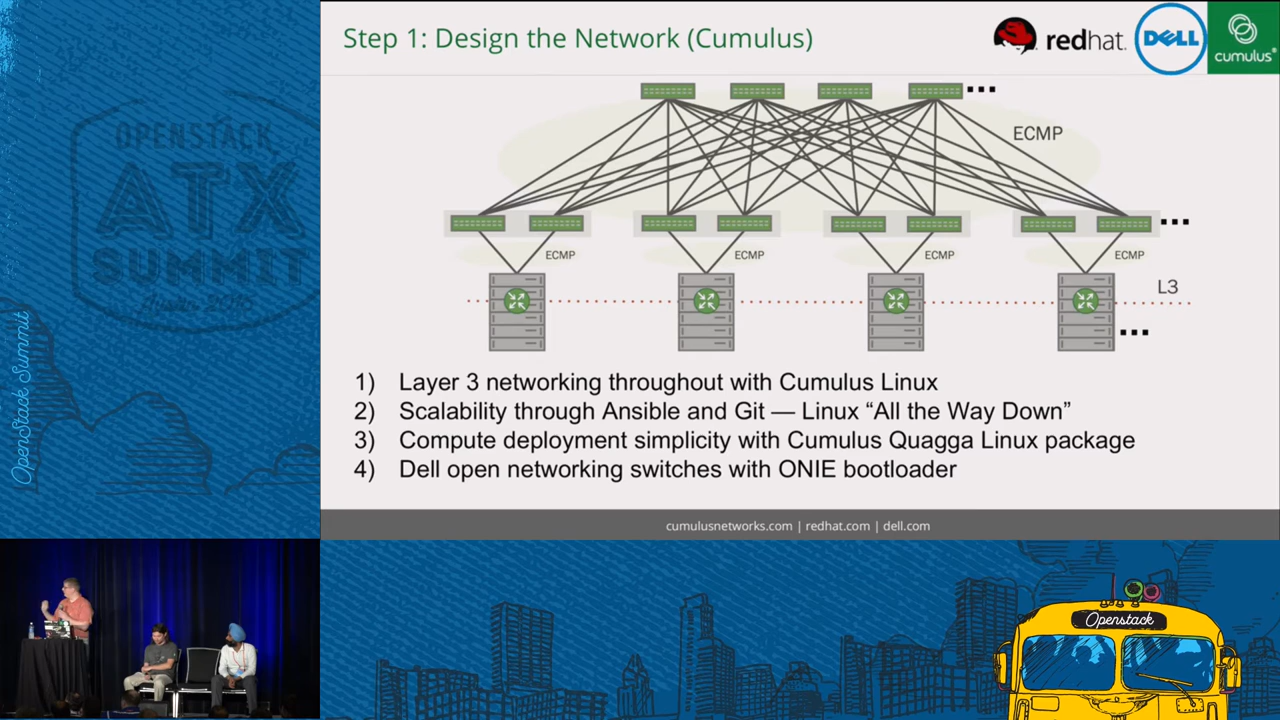 Step 1: Design the Network (Cumulus)
redhat.
DELL
cumulus®
OPENSTACK
ATX
SUMMIT
OpenStack Summit
ECMP
ECMP
ECMP
ECMP
ECMP
L3
1) Layer 3 networking throughout with Cumulus Linux
2) Scalability through Ansible and Git — Linux “All the Way Down”
3) Compute deployment simplicity with Cumulus Quagga Linux package
4) Dell open networking switches with ONIE bootloader
cumulusnetworks.com | redhat.com | dell.com
Openstack